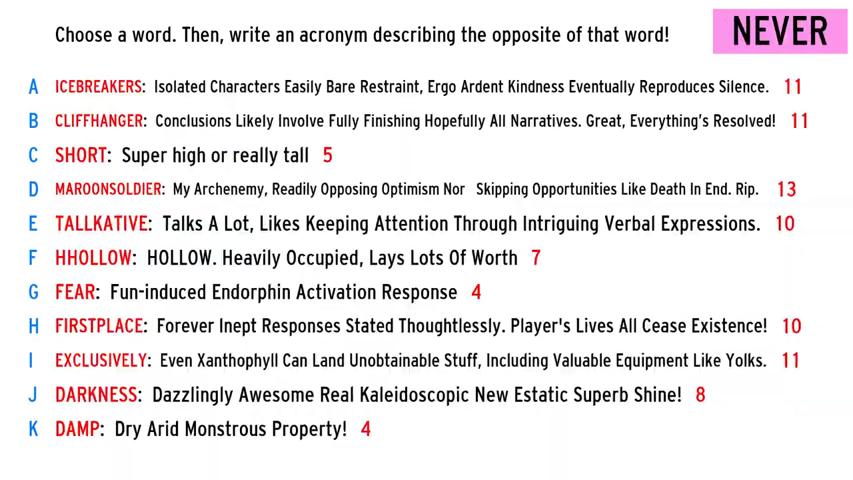 Choose a word. Then, write an acronym describing the opposite of that word!
NEVER
A ICEBREAKERS: Isolated Characters Easily Bare Restraint, Ergo Ardent Kindness Eventually Reproduces Silence. 11
B CLIFFHANGER: Conclusions Likely Involve Fully Finishing Hopefully All Narratives. Great, Everything's Resolved! 11
C SHORT: Super high or really tall 5
D MAROONSOLDIER: My Archenemy, Readily Opposing Optimism Nor Skipping Opportunities Like Death In End. Rip. 13
E TALLKATIVE: Talks A Lot, Likes Keeping Attention Through Intriguing Verbal Expressions. 10
F HHOLLOW: HOLLOW. Heavily Occupied, Lays Lots Of Worth 7
G FEAR: Fun-induced Endorphin Activation Response 4
H FIRSTPLACE: Forever Inept Responses Stated Thoughtlessly. Player's Lives All Cease Existence! 10
I EXCLUSIVELY: Even Xanthophyll Can Land Unobtainable Stuff, Including Valuable Equipment Like Yolks. 11
J DARKNESS: Dazzlingly Awesome Real Kaleidoscopic New Estatic Superb Shine! 8
K DAMP: Dry Arid Monstrous Property! 4